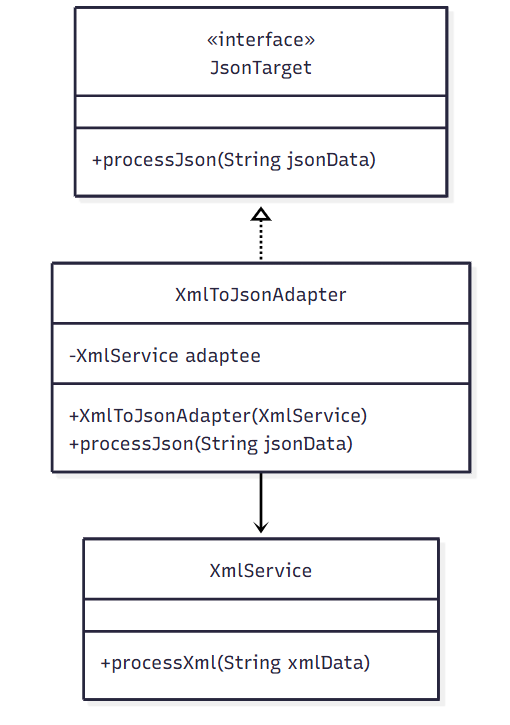 «interface»
JsonTarget
+processJson(String jsonData)
XmlToJsonAdapter
-XmlService adaptee
+XmlToJsonAdapter(XmlService)
+processJson(String jsonData)
XmlService
+processXml(String xmlData)